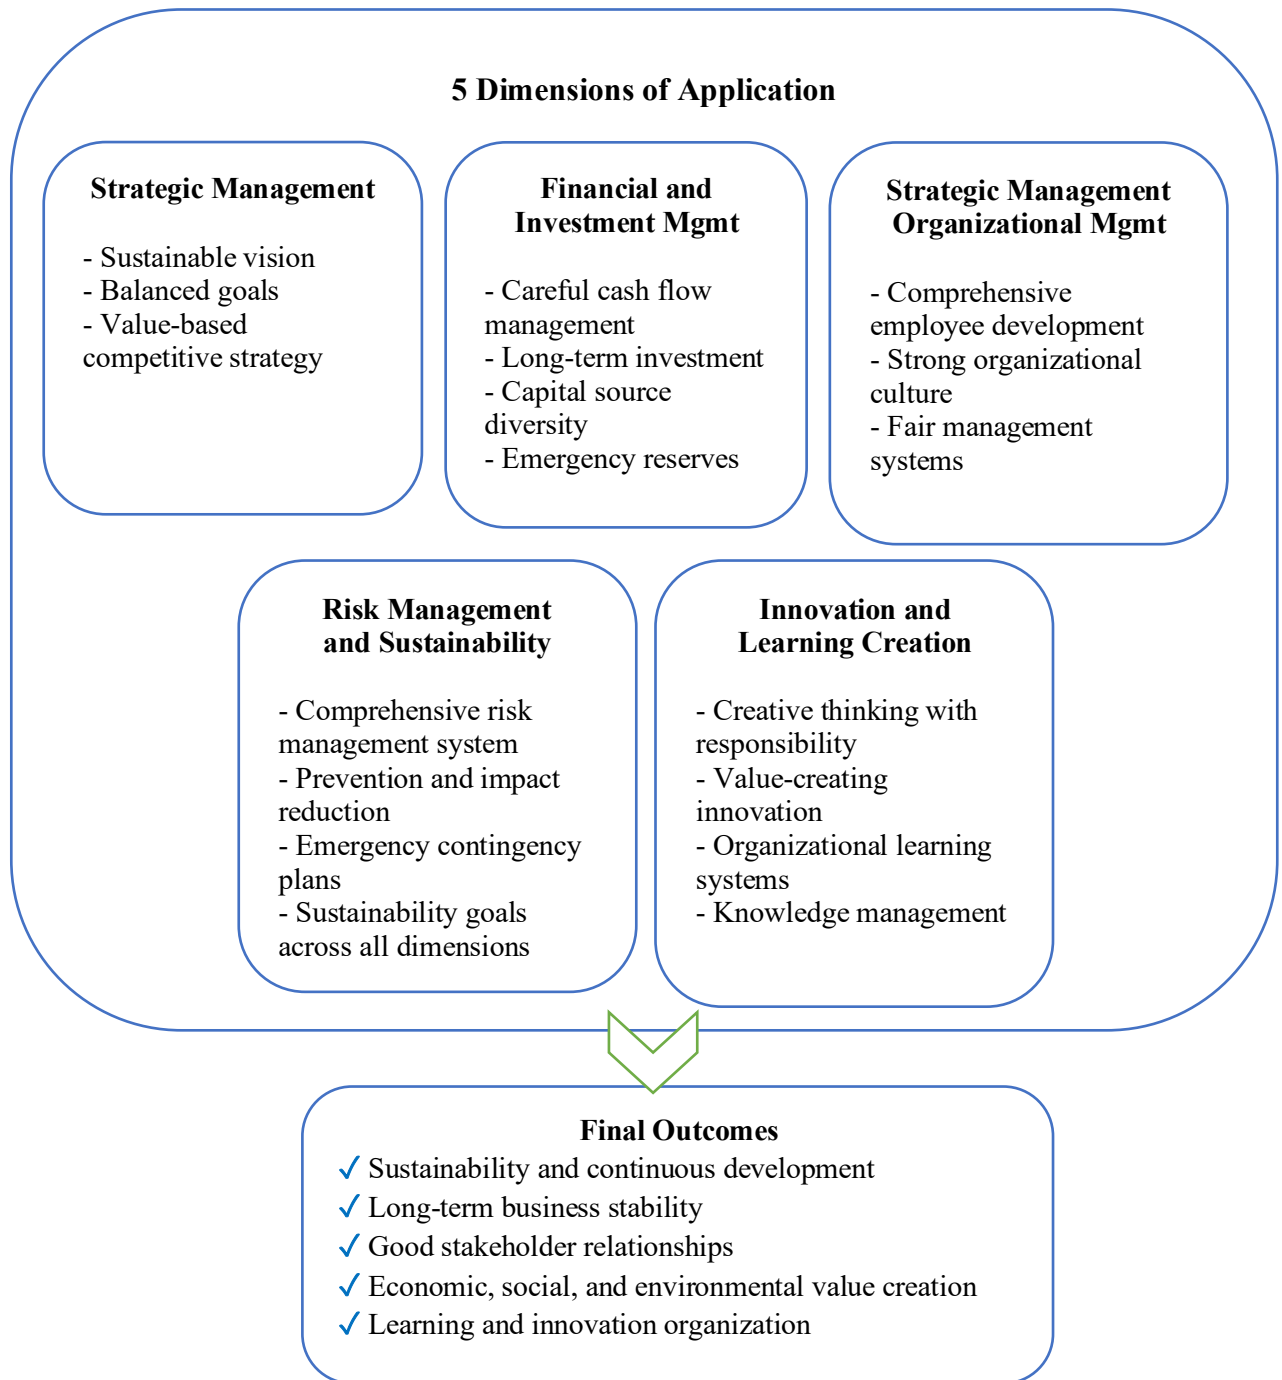 5 Dimensions of Application
Strategic Management
- Sustainable vision
- Balanced goals
- Value-based
competitive strategy
Financial and
Investment Mgmt
- Careful cash flow
management
- Long-term investment
- Capital source
diversity
- Emergency reserves
Strategic Management
Organizational Mgmt
- Comprehensive
employee development
- Strong organizational
culture
- Fair management
systems
Risk Management
and Sustainability
- Comprehensive risk
management system
- Prevention and impact
reduction
- Emergency contingency
plans
- Sustainability goals
across all dimensions
Innovation and
Learning Creation
- Creative thinking with
responsibility
- Value-creating
innovation
- Organizational learning
systems
- Knowledge management
Final Outcomes
✓ Sustainability and continuous development
✓ Long-term business stability
✓ Good stakeholder relationships
✓ Economic, social, and environmental value creation
✓ Learning and innovation organization